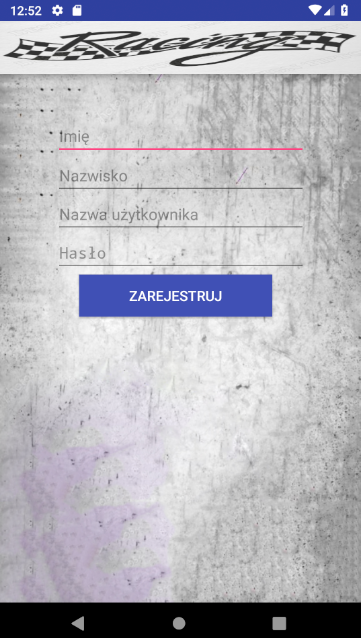 12:52
Racing
Imię
Nazwisko
Nazwa użytkownika
Hasło
ZAREJESTRUJ